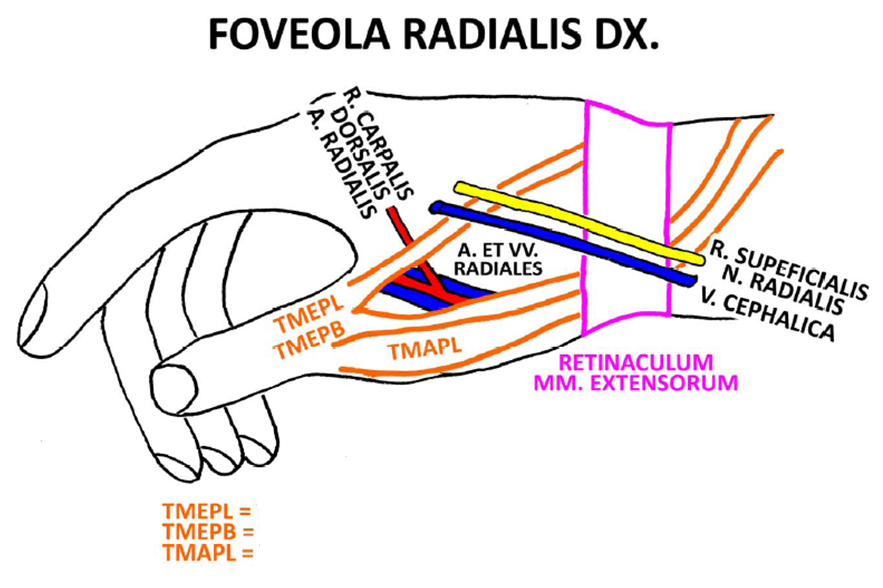 FOVEOLA RADIALIS DX.
R. CARPALIS
DORSALIS
A. RADIALIS
A. ET VV.
RADIALES
R. SUPEFICIALIS
N. RADIALIS
V. CEPHALICA
TMEPL
TMEPB
TMAPL
RETINACULUM
MM. EXTENSORUM
TMEPL =
TMEPB =
TMAPL =